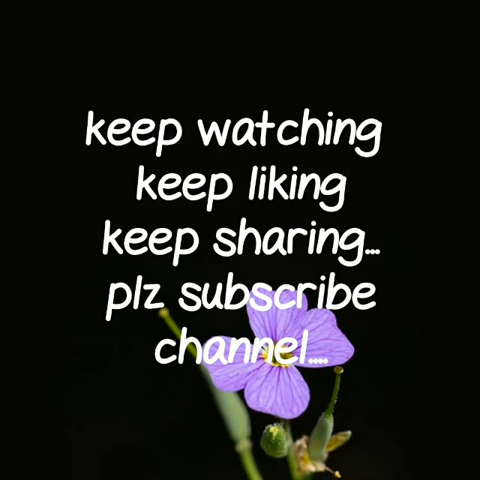 keep watching
keep liking
keep sharing...
plz subscribe
channel....